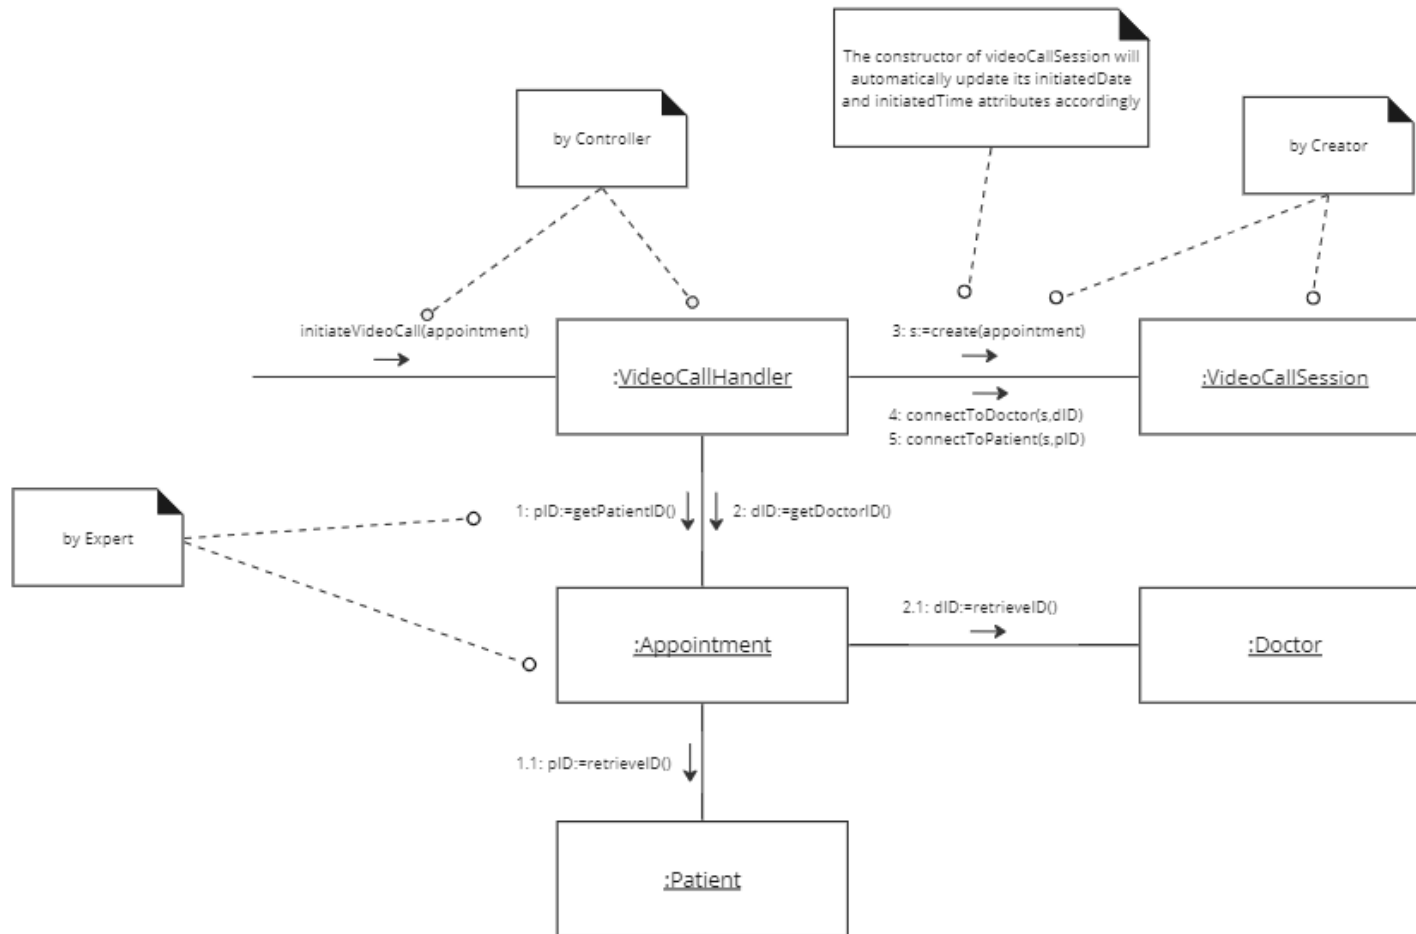 The constructor of videoCallSession will
automatically update its initiatedDate
and initiatedTime attributes accordingly
by Controller
by Creator
initiateVideoCall(appointment)
3: s:=create(appointment)
:VideoCallHandler
:VideoCallSession
4: connectToDoctor(s,dID)
5: connectToPatient(s,pID)
1: pID:=getPatientID()
2: dID:=getDoctorID()
by Expert
2.1: dID:=retrieveID()
:Appointment
:Doctor
1.1: pID:=retrieveID()
:Patient